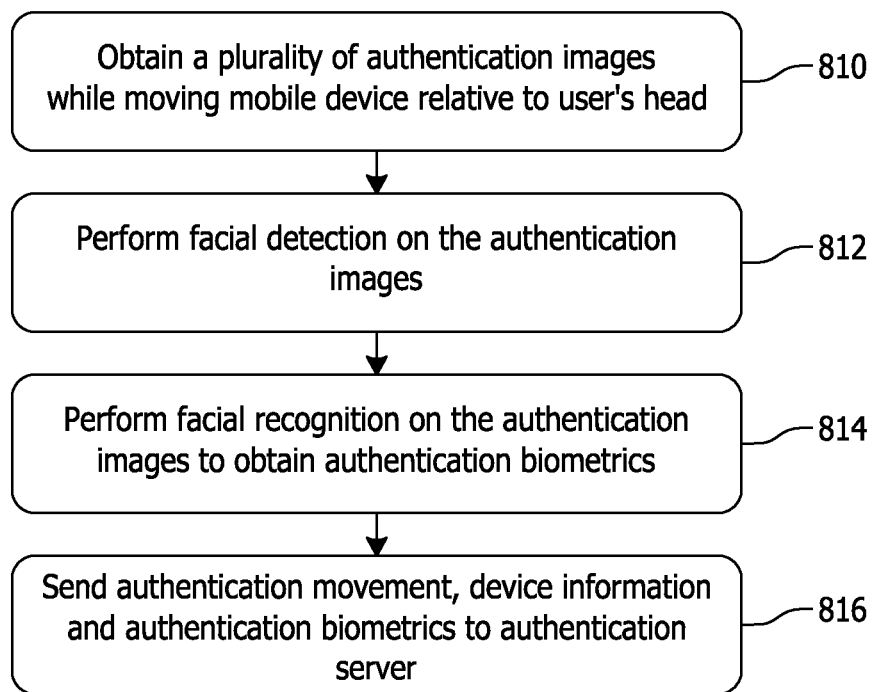 Obtain a plurality of authentication images
while moving mobile device relative to user's head
810
Perform facial detection on the authentication
images
812
Perform facial recognition on the authentication
images to obtain authentication biometrics
814
Send authentication movement, device information
and authentication biometrics to authentication
server
816